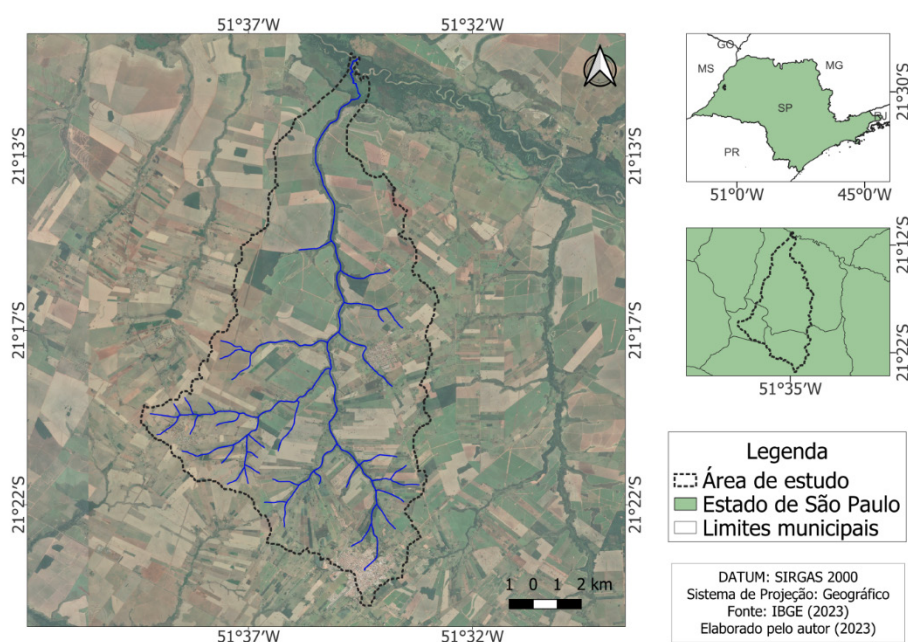 51°37'W
51°32'W
21°13'S
21°17'S
21°22'S
21°13'S
21°17'S
21°22'S
1 0 1 2 km
51°37'W
51°32'W
GO
MS
MG
SP
RJ
PR
21°30'S
51°0'W
45°0'W
21°12'S
21°22'S
51°35'W
Legenda
Área de estudo
Estado de São Paulo
Limites municipais
DATUM: SIRGAS 2000
Sistema de Projeção: Geográfico
Fonte: IBGE (2023)
Elaborado pelo autor (2023)